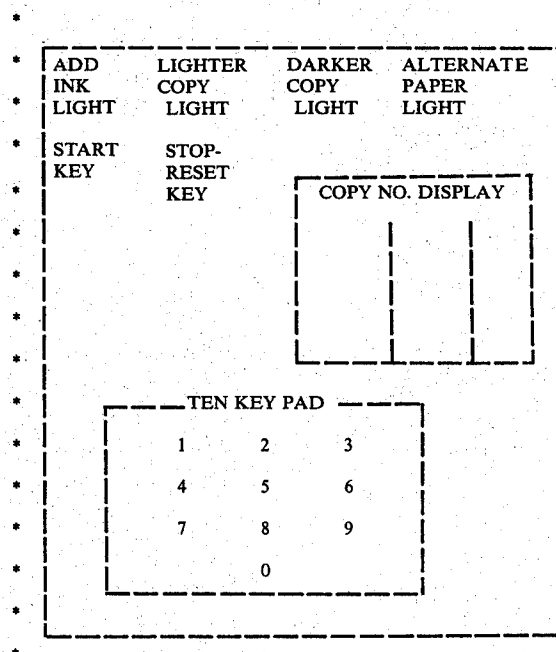 ADD LIGHTER DARKER ALTERNATE
INK COPY COPY PAPER
LIGHT LIGHT LIGHT LIGHT
START STOP-
KEY RESET
KEY
COPY NO. DISPLAY
TEN KEY PAD
1 2 3
4 5 6
7 8 9
0